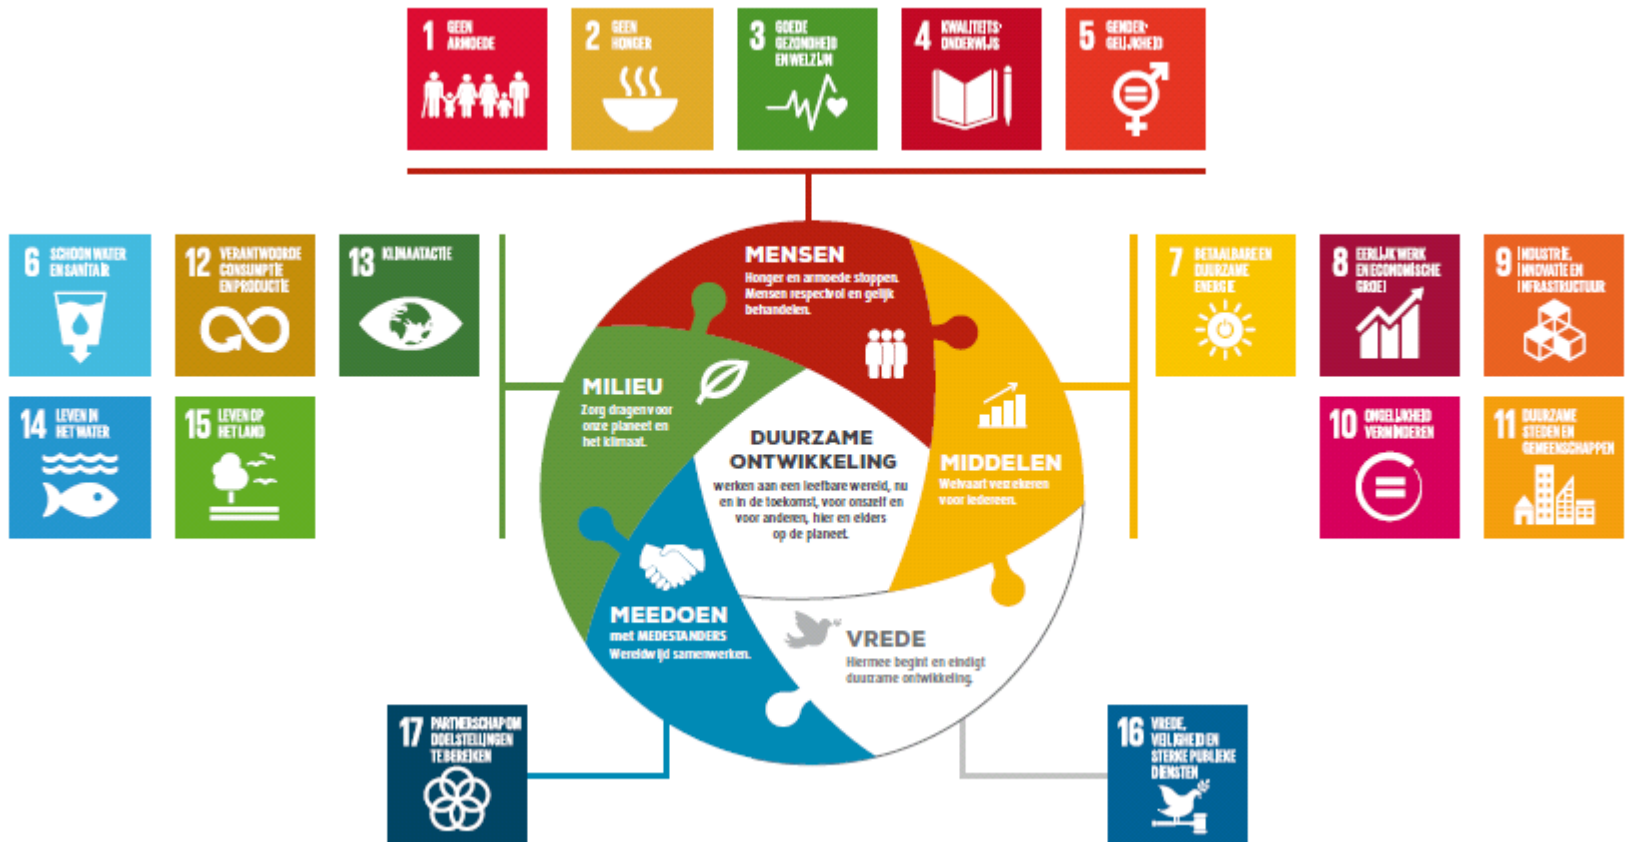 1 GEEN
ARMOEDE
2 GEEN
HONGER
3 GOEDE
GEZONDHEID
EN WELZIJN
4 KWALITEITS-
ONDERWIJS
5 GENDER-
GELIJKHEID
6 SCHOON WATER
EN SANITAIR
12 VERANTWOORDE
CONSUMPTIE
EN PRODUCTIE
13 KLIMAATACTIE
14 LEVEN IN
HET WATER
15 LEVEN OP
HET LAND
MENSEN
Honger en armoede stoppen.
Mensen respectvol en gelijk
behandelen.
MILIEU
Zorg dragen voor
onze planeet en
het klimaat.
DUURZAME
ONTWIKKELING
werken aan een leefbare wereld, nu
en in de toekomst, voor onszelf en
voor anderen, hier en elders
op de planeet.
MIDDELEN
Welvaart verzekeren
voor iedereen.
MEEDOEN
met MEDESTANDERS
Wereldwijd samenwerken.
VREDE
Hiermee begint en eindigt
duurzame ontwikkeling.
7 BETAALBARE EN
DUURZAME
ENERGIE
8 EERLIJK WERK
EN ECONOMISCHE
GROEI
9 INDUSTRIE,
INNOVATIE EN
INFRASTRUCTUUR
10 ONGELIJKHEID
VERMINDEREN
11 DUURZAME
STEDEN EN
GEMEENSCHAPPEN
17 PARTNERSCHAP OM
DOELSTELLINGEN
TE BEREIKEN
16 VREDE,
VEILIGHEID EN
STERKE PUBLIEKE
DIENSTEN